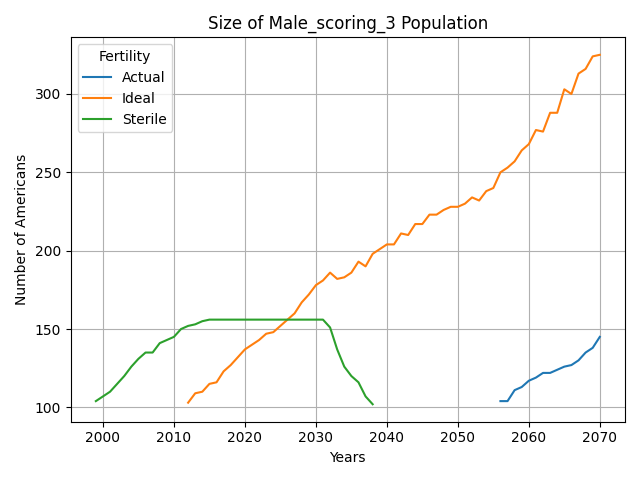 Size of Male_scoring_3 Population
Fertility
Actual
Ideal
Sterile
Number of Americans
300
250
200
150
100
2000 2010 2020 2030 2040 2050 2060 2070
Years